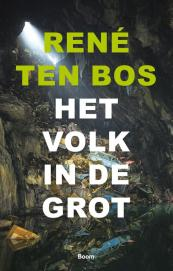 RENÉ
TEN BOS
HET
VOLK
IN DE
GROT
Boom